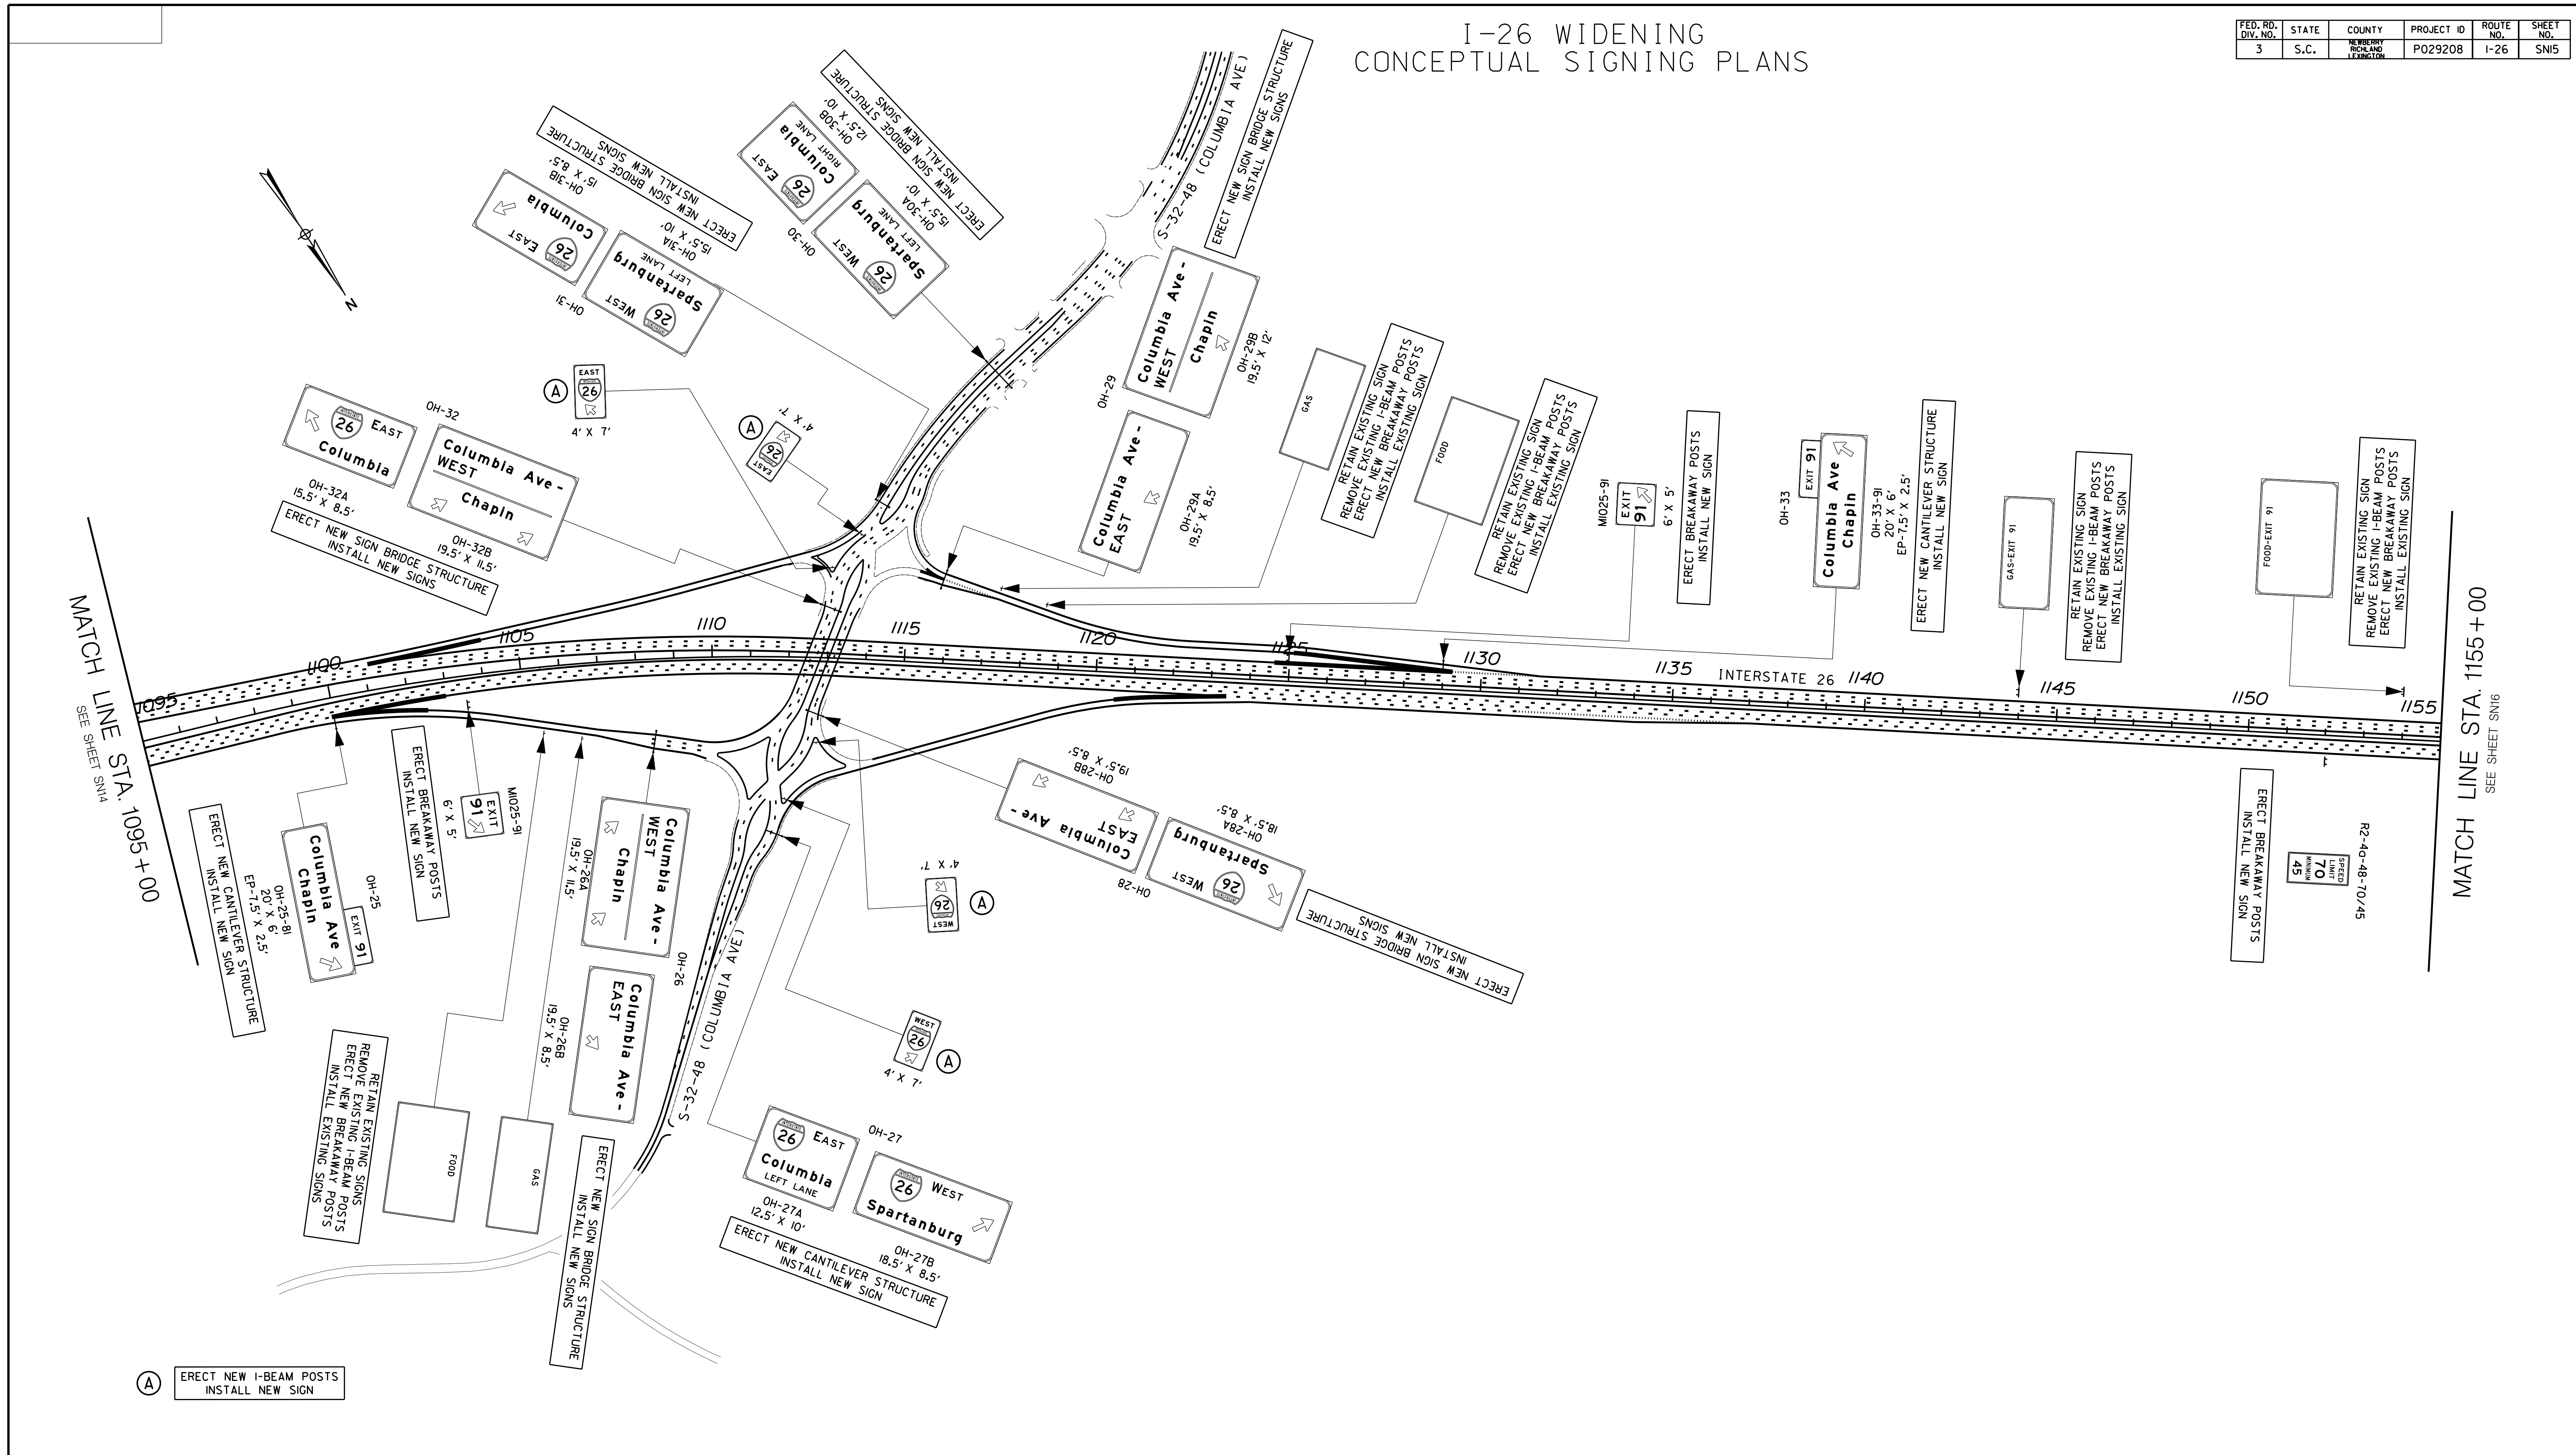 I-26 WIDENING
CONCEPTUAL SIGNING PLANS
FED. RD. DIV. NO.
STATE
COUNTY
PROJECT ID
ROUTE NO.
SHEET NO.
3
S.C.
NEWBERRY
RICHLAND
LEXINGTON
P029208
I-26
SN15
ERECT NEW SIGN BRIDGE STRUCTURE
INSTALL NEW SIGNS
OH-31B
15' X 8.5'
EAST
INTERSTATE
26
Columbia
OH-31A
15.5' X 10'
WEST
INTERSTATE
26
Spartanburg
LEFT LANE
OH-31
ERECT NEW SIGN BRIDGE STRUCTURE
INSTALL NEW SIGNS
OH-30B
12.5' X 10'
EAST
INTERSTATE
26
Columbia
RIGHT LANE
OH-30A
15.5' X 10'
WEST
INTERSTATE
26
Spartanburg
LEFT LANE
OH-30
S-32-48 (COLUMBIA AVE)
ERECT NEW SIGN BRIDGE STRUCTURE
INSTALL NEW SIGNS
Columbia Ave -
WEST
Chapin
OH-29B
19.5' X 12'
OH-29
Columbia Ave -
EAST
OH-29A
19.5' X 8.5'
GAS
RETAIN EXISTING SIGN
REMOVE EXISTING I-BEAM POSTS
ERECT NEW BREAKAWAY POSTS
INSTALL EXISTING SIGN
FOOD
RETAIN EXISTING SIGN
REMOVE EXISTING I-BEAM POSTS
ERECT NEW BREAKAWAY POSTS
INSTALL EXISTING SIGN
M1025-91
EXIT
91
6' X 5'
ERECT BREAKAWAY POSTS
INSTALL NEW SIGN
OH-33
EXIT 91
Columbia Ave
Chapin
OH-33-91
20' X 6'
EP-7.5' X 2.5'
ERECT NEW CANTILEVER STRUCTURE
INSTALL NEW SIGN
GAS-EXIT 91
RETAIN EXISTING SIGN
REMOVE EXISTING I-BEAM POSTS
ERECT NEW BREAKAWAY POSTS
INSTALL EXISTING SIGN
FOOD-EXIT 91
RETAIN EXISTING SIGN
REMOVE EXISTING I-BEAM POSTS
ERECT NEW BREAKAWAY POSTS
INSTALL EXISTING SIGN
N
A
EAST
26
4' X 7'
A
4' X 7'
EAST
26
INTERSTATE
26
EAST
Columbia
OH-32
Columbia Ave -
WEST
Chapin
OH-32A
15.5' X 8.5'
OH-32B
19.5' X 11.5'
ERECT NEW SIGN BRIDGE STRUCTURE
INSTALL NEW SIGNS
MATCH LINE STA. 1095+00
SEE SHEET SN14
1095
1100
1105
1110
1115
1120
1125
1130
1135
INTERSTATE 26
1140
1145
1150
1155
MATCH LINE STA. 1155+00
SEE SHEET SN16
ERECT NEW CANTILEVER STRUCTURE
INSTALL NEW SIGN
OH-25-81
20' X 6'
EP-7.5' X 2.5'
Columbia Ave
Chapin
EXIT 91
OH-25
ERECT BREAKAWAY POSTS
INSTALL NEW SIGN
6' X 5'
EXIT
91
M1025-91
Columbia Ave -
WEST
Chapin
OH-26A
19.5' X 11.5'
OH-26
Columbia Ave -
EAST
OH-26B
19.5' X 8.5'
ERECT NEW SIGN BRIDGE STRUCTURE
INSTALL NEW SIGNS
RETAIN EXISTING SIGNS
REMOVE EXISTING I-BEAM POSTS
ERECT NEW BREAKAWAY POSTS
INSTALL EXISTING SIGNS
FOOD
GAS
S-32-48 (COLUMBIA AVE)
4' X 7'
WEST
26
A
WEST
26
4' X 7'
A
OH-28B
19.5' X 8.5'
Columbia Ave -
EAST
OH-28A
18.5' X 8.5'
WEST
INTERSTATE
26
Spartanburg
OH-28
ERECT NEW SIGN BRIDGE STRUCTURE
INSTALL NEW SIGNS
INTERSTATE
26
EAST
Columbia
LEFT LANE
OH-27
INTERSTATE
26
WEST
Spartanburg
OH-27A
12.5' X 10'
OH-27B
18.5' X 8.5'
ERECT NEW CANTILEVER STRUCTURE
INSTALL NEW SIGN
ERECT BREAKAWAY POSTS
INSTALL NEW SIGN
SPEED
LIMIT
70
MINIMUM
45
R2-4a-48-70/45
A
ERECT NEW I-BEAM POSTS
INSTALL NEW SIGN